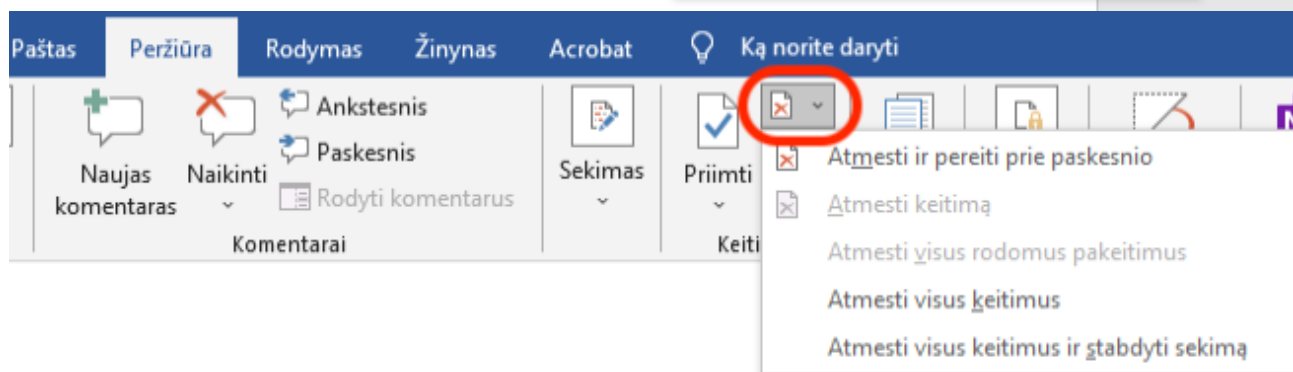 Paštas Peržiūra Rodymas Žinynas Acrobat Ką norite daryti
Naujas
komentaras
Naikinti
Ankstesnis
Paskesnis
Rodyti komentarus
Komentarai
Sekimas
Priimti
Keiti
Atmesti ir pereiti prie paskesnio
Atmesti keitimą
Atmesti visus rodomus pakeitimus
Atmesti visus keitimus
Atmesti visus keitimus ir stabdyti sekimą